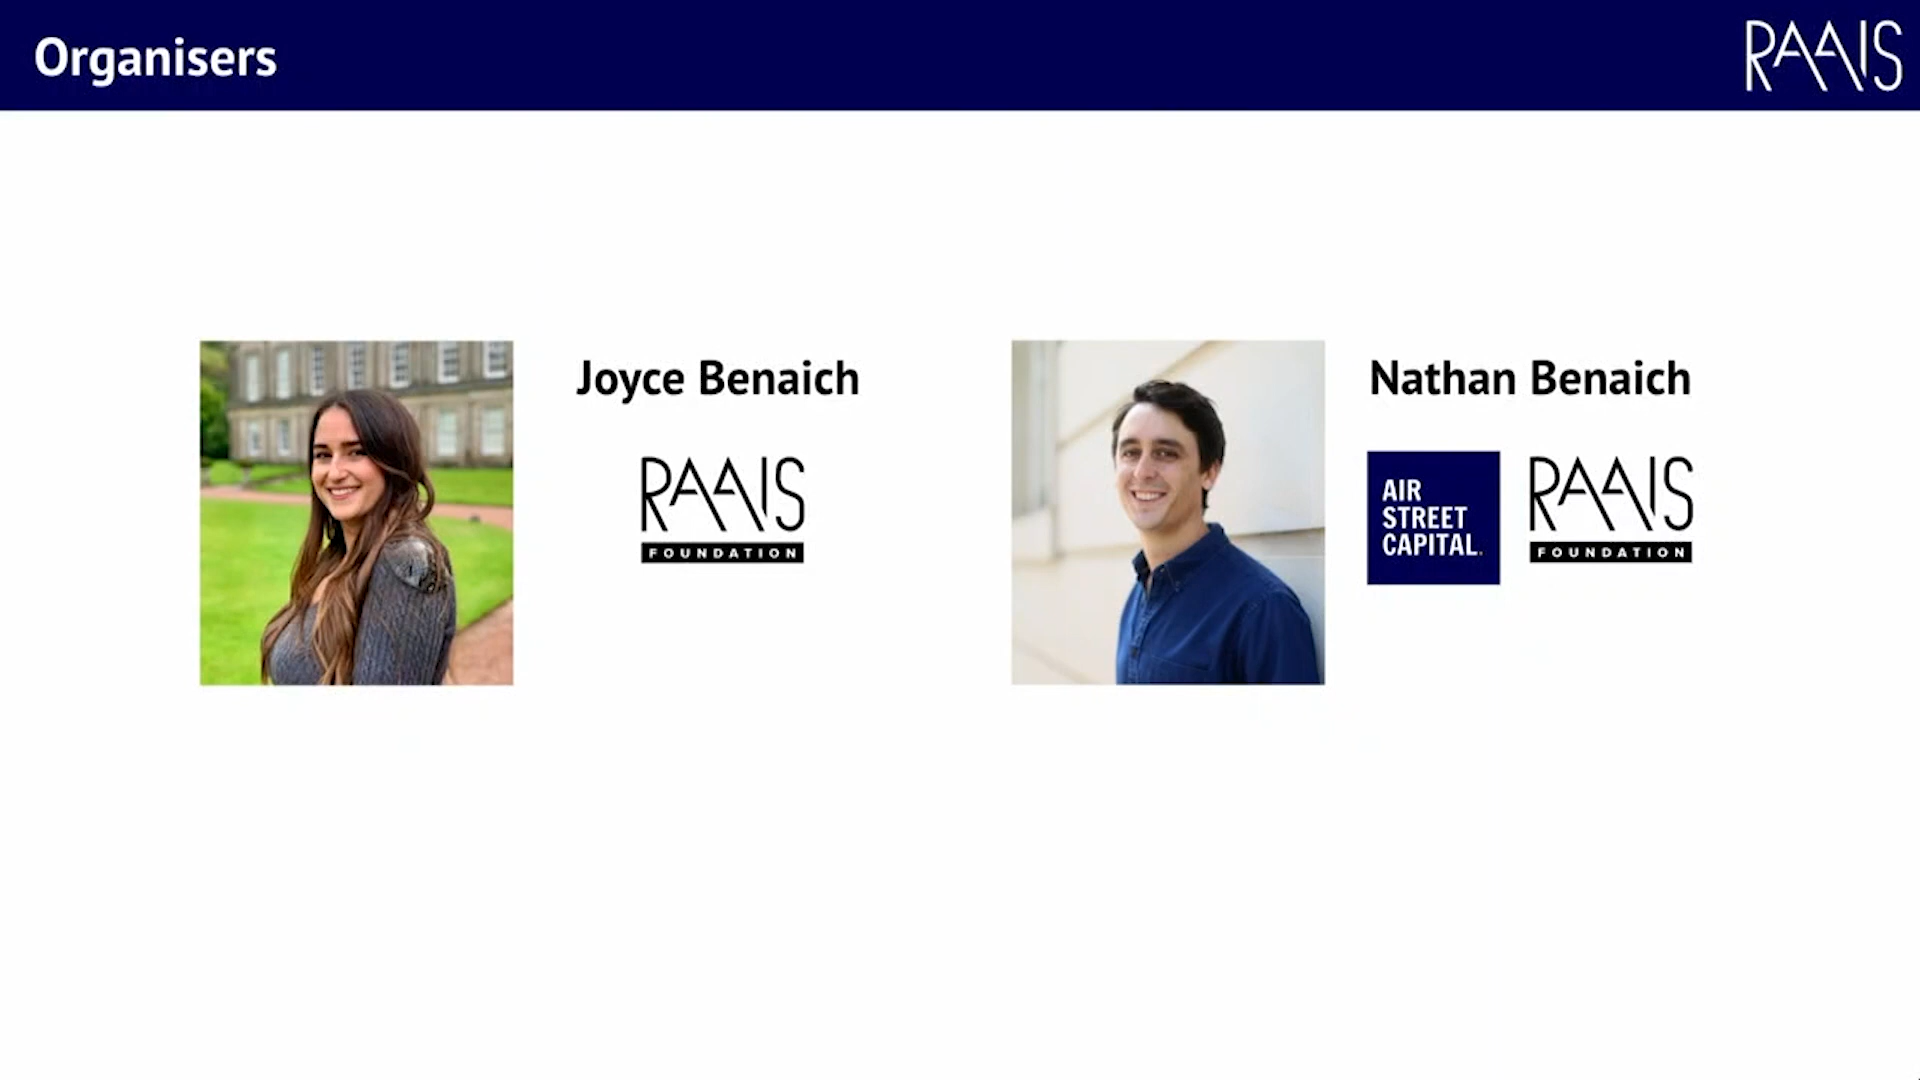 Organisers
RAAIS
Joyce Benaich
RAAIS
FOUNDATION
Nathan Benaich
AIR
STREET
CAPITAL.
RAAIS
FOUNDATION